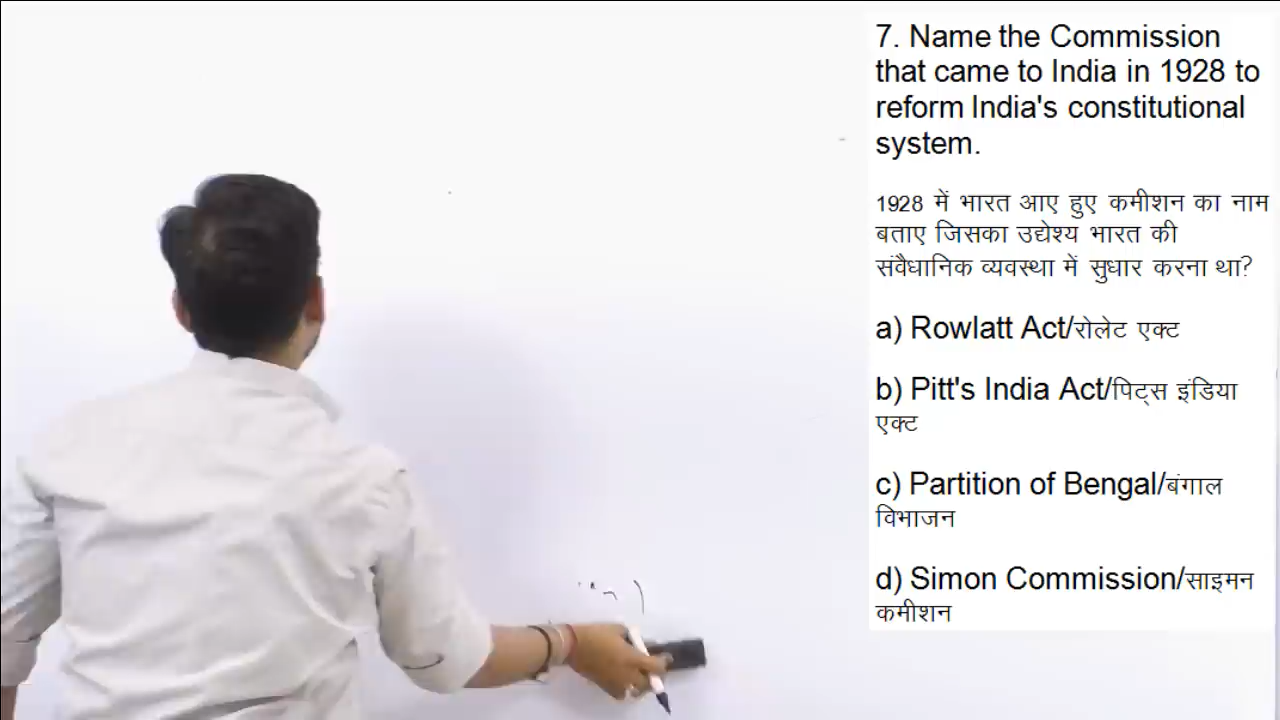 7. Name the Commission
that came to India in 1928 to
reform India's constitutional
system.
1928 में भारत आए हुए कमीशन का नाम
बताए जिसका उद्येश्य भारत की
संवैधानिक व्यवस्था में सुधार करना था?
a) Rowlatt Act/रोलेट एक्ट
b) Pitt's India Act/पिट्स इंडिया
एक्ट
c) Partition of Bengal/बंगाल
विभाजन
d) Simon Commission/साइमन
कमीशन